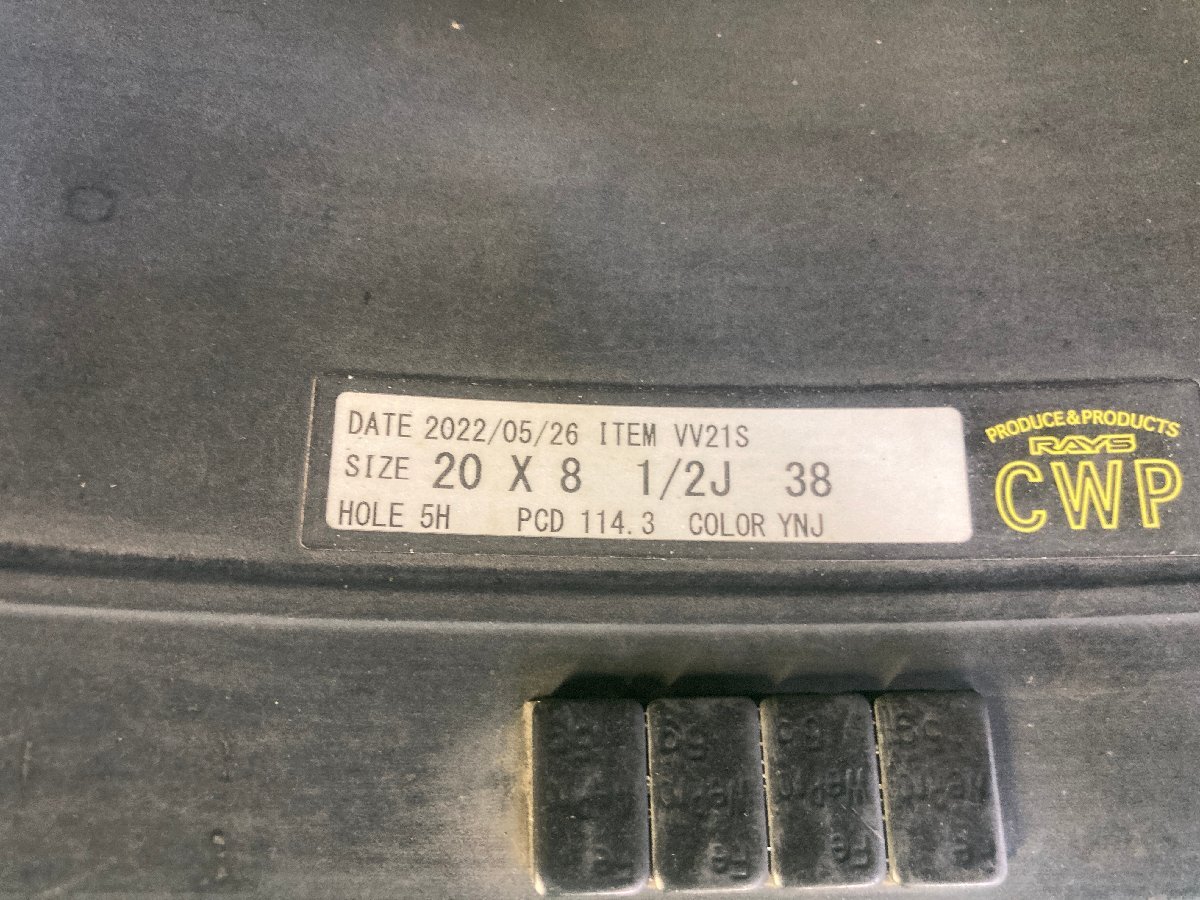 DATE 2022/05/26 ITEM VV21S
SIZE 20 X 8 1/2J 38
HOLE 5H PCD 114.3 COLOR YNJ
PRODUCE&PRODUCTS
RAYS
CWP